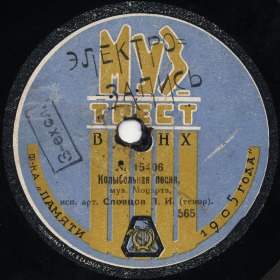 ЭЛЕКТРО
ЗАПИСЬ
МУЗ
ТРЕСТ
ВСНХ
№ 15406
Колыбельная песня,
муз. Моцарта,
исп. арт. Словцов П. И. (тенор).
565
Ф-КА „ПАМЯТИ 1905 ГОДА"